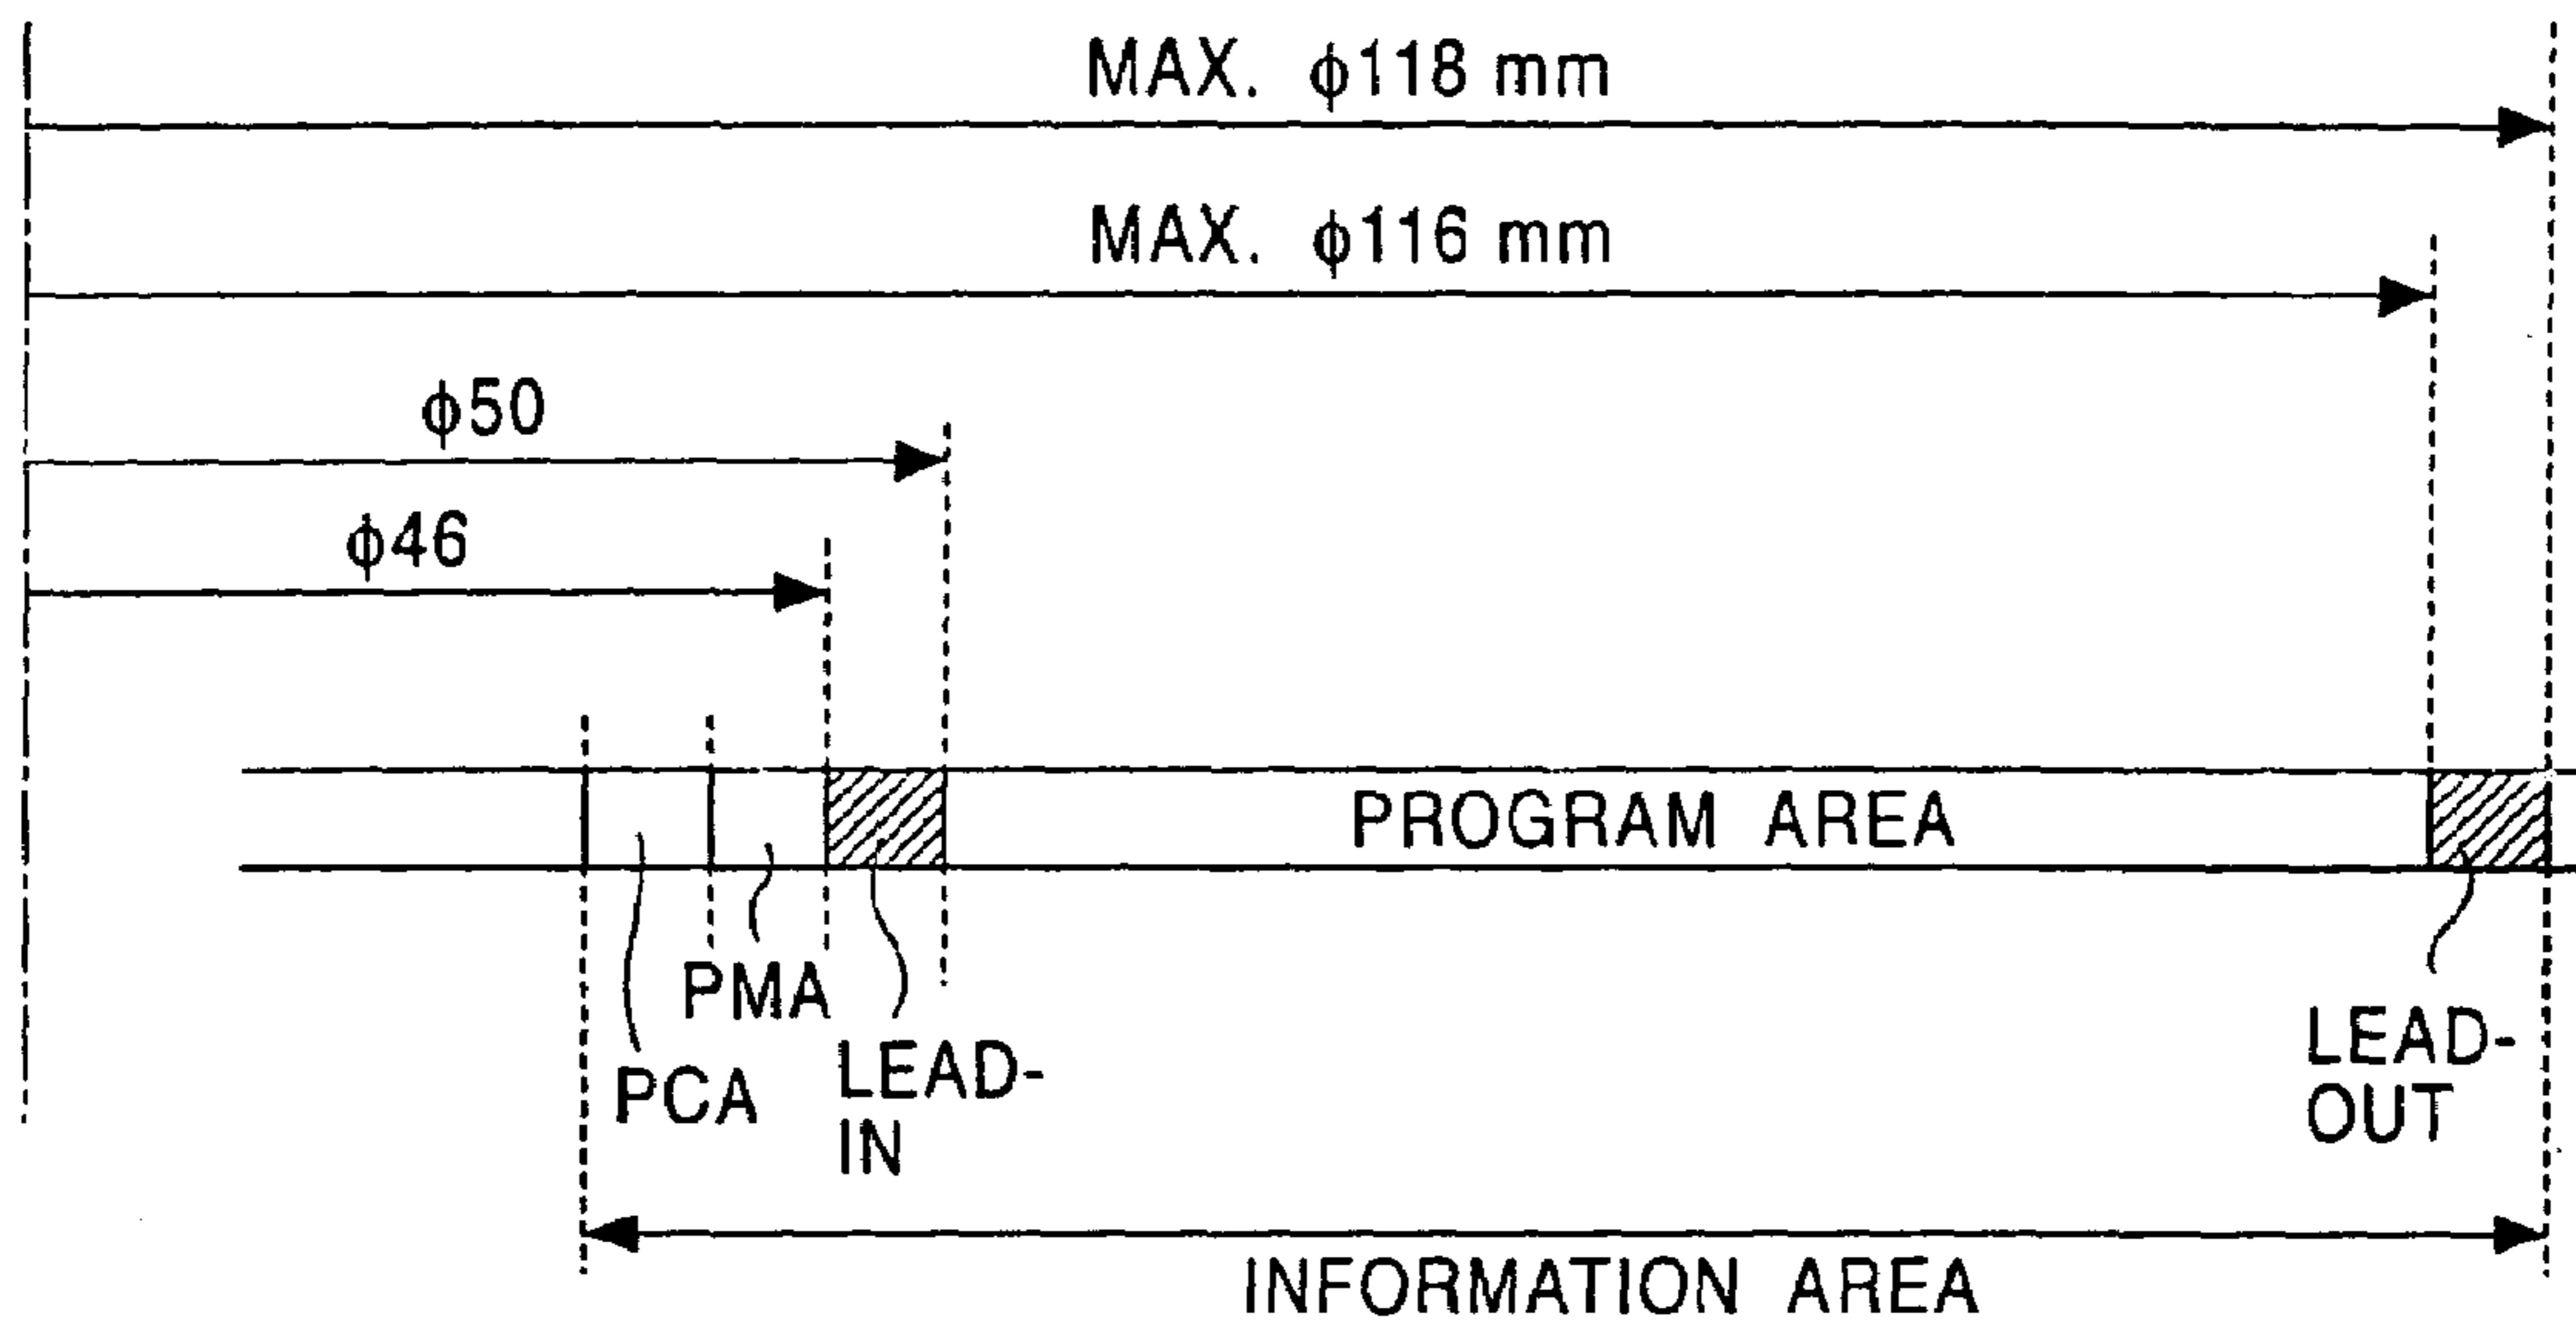 MAX. ϕ118 mm
MAX. ϕ116 mm
ϕ50
ϕ46
PROGRAM AREA
PMA
PCA
LEAD-
IN
LEAD-
OUT
INFORMATION AREA